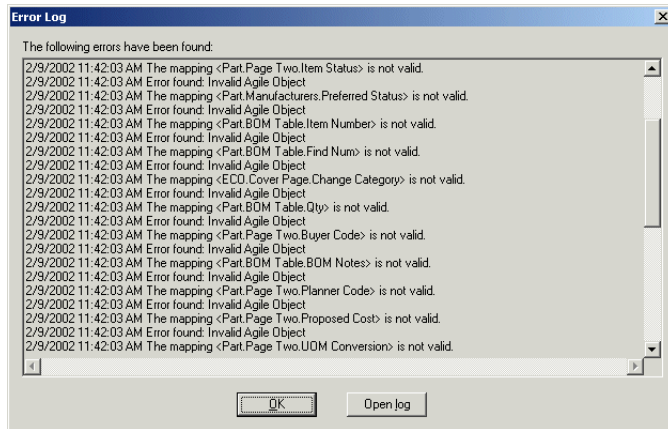 Error Log
The following errors have been found:
2/9/2002 11:42:03 AM The mapping <Part.Page Two.Item Status> is not valid.
2/9/2002 11:42:03 AM Error found: Invalid Agile Object
2/9/2002 11:42:03 AM The mapping <Part.Manufacturers.Preferred Status> is not valid.
2/9/2002 11:42:03 AM Error found: Invalid Agile Object
2/9/2002 11:42:03 AM The mapping <Part.BOM Table.Item Number> is not valid.
2/9/2002 11:42:03 AM Error found: Invalid Agile Object
2/9/2002 11:42:03 AM The mapping <Part.BOM Table.Find Num> is not valid.
2/9/2002 11:42:03 AM Error found: Invalid Agile Object
2/9/2002 11:42:03 AM The mapping <ECO.Cover Page.Change Category> is not valid.
2/9/2002 11:42:03 AM Error found: Invalid Agile Object
2/9/2002 11:42:03 AM The mapping <Part.BOM Table.Qty> is not valid.
2/9/2002 11:42:03 AM Error found: Invalid Agile Object
2/9/2002 11:42:03 AM The mapping <Part.Page Two.Buyer Code> is not valid.
2/9/2002 11:42:03 AM Error found: Invalid Agile Object
2/9/2002 11:42:03 AM The mapping <Part.BOM Table.BOM Notes> is not valid.
2/9/2002 11:42:03 AM Error found: Invalid Agile Object
2/9/2002 11:42:03 AM The mapping <Part.Page Two.Planner Code> is not valid.
2/9/2002 11:42:03 AM Error found: Invalid Agile Object
2/9/2002 11:42:03 AM The mapping <Part.Page Two.Proposed Cost> is not valid.
2/9/2002 11:42:03 AM Error found: Invalid Agile Object
2/9/2002 11:42:03 AM The mapping <Part.Page Two.UOM Conversion> is not valid.
OK Open log